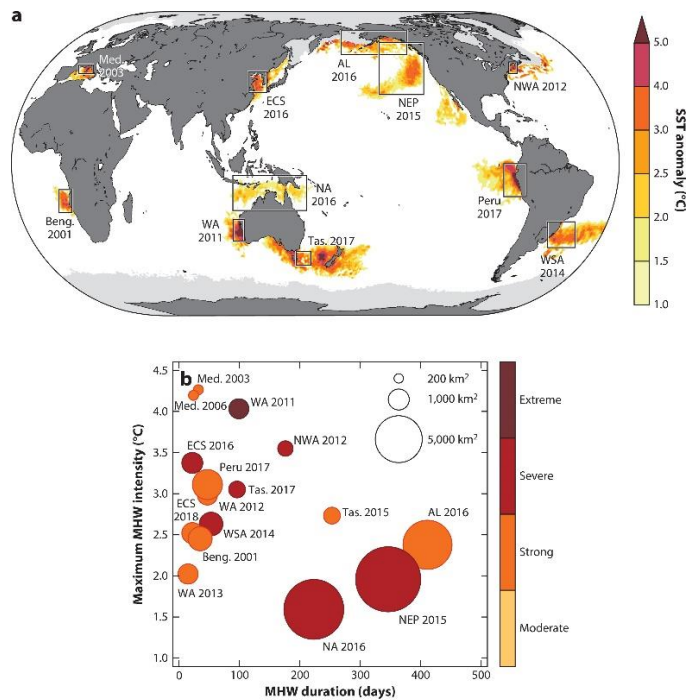 a
Med.
2003
AL
2016
ECS
2016
NEP
2015
NWA 2012
NA
2016
Peru
2017
Beng.
2001
WA
2011
Tas. 2017
WSA
2014
5.0
4.0
3.0
2.5
2.0
1.5
1.0
SST anomaly (°C)
b
Med. 2003
Med. 2006
WA 2011
ECS 2016
NWA 2012
Peru 2017
Tas. 2017
WA 2012
ECS
2018
WSA 2014
Tas. 2015
AL 2016
Beng. 2001
WA 2013
NEP 2015
NA 2016
200 km²
1,000 km²
5,000 km²
4.5
4.0
3.5
3.0
2.5
2.0
1.5
1.0
Maximum MHW intensity (°C)
0 100 200 300 400 500
MHW duration (days)
Extreme
Severe
Strong
Moderate